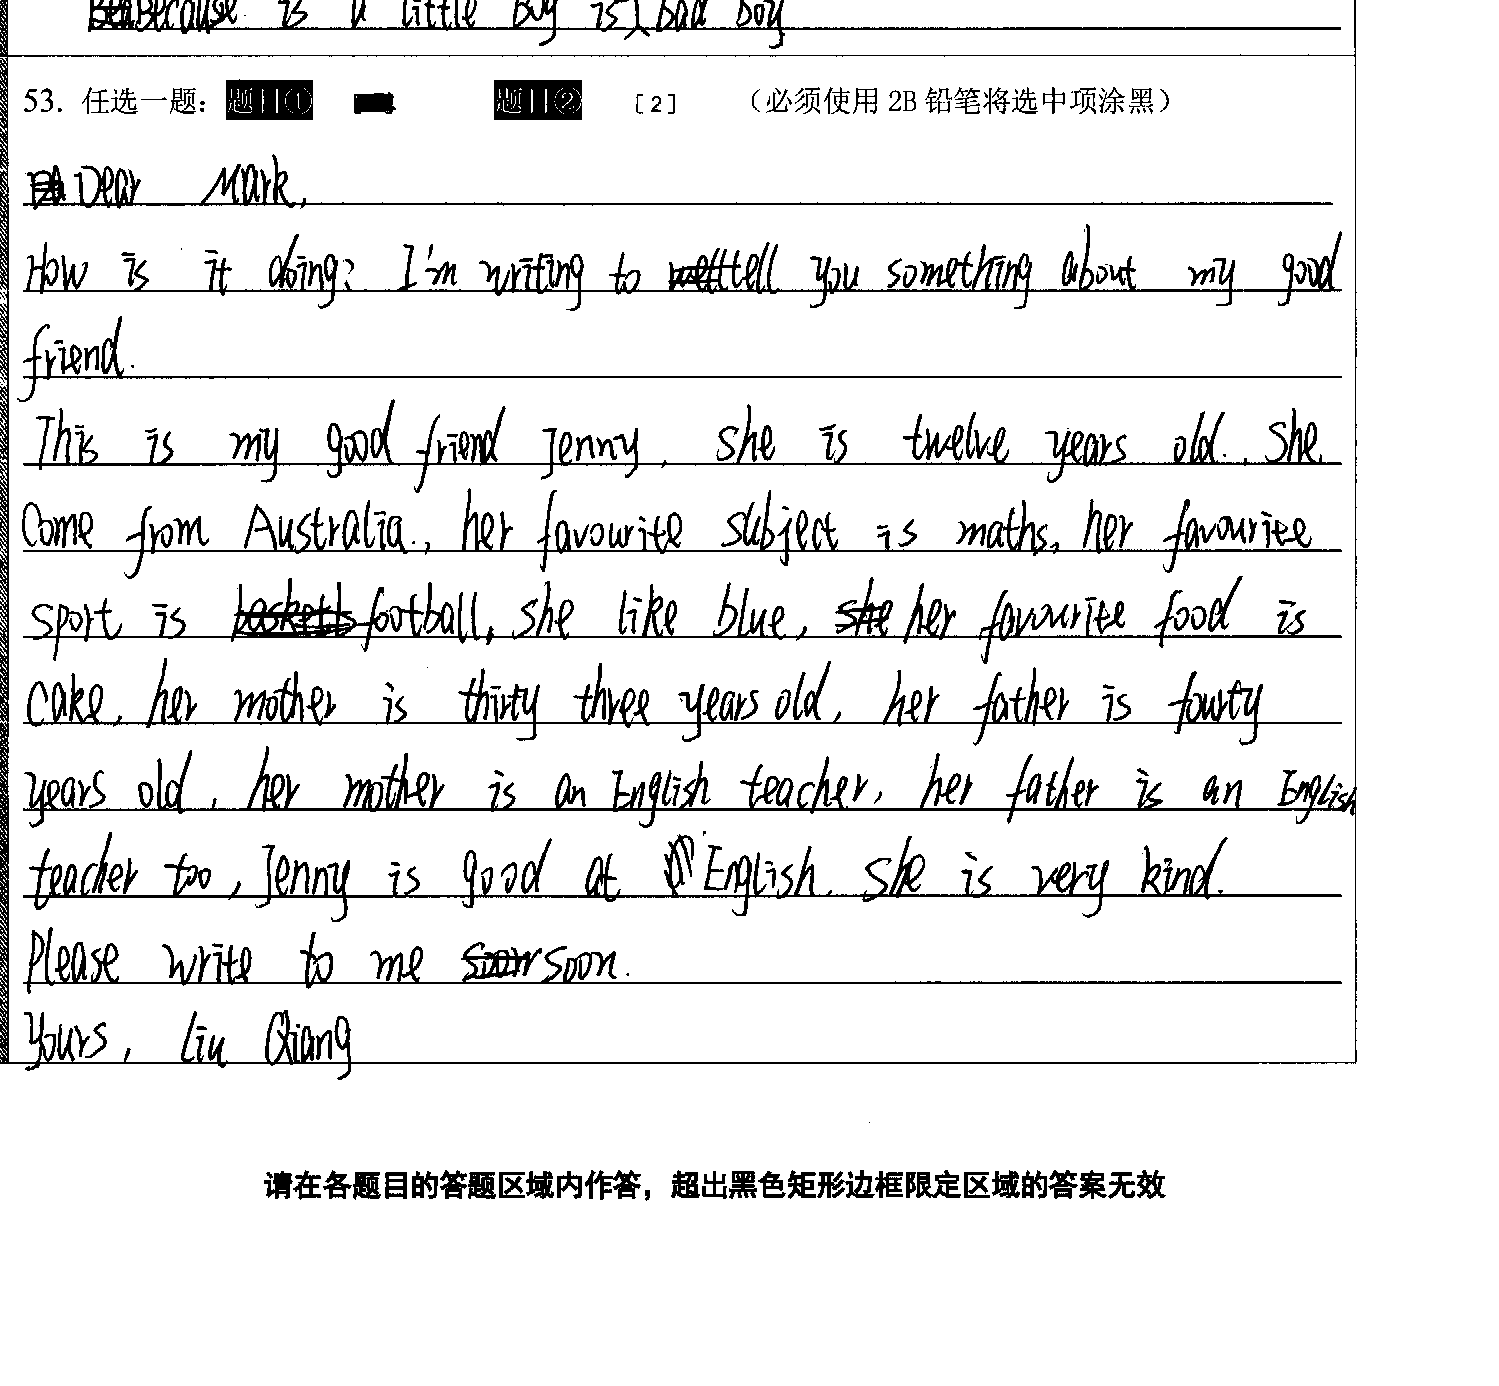 Because is a little boy is bad boy
53. 任选一题： 题目① 题目② [2] （必须使用 2B 铅笔将选中项涂黑）
Dear Mark,
How is it doing? I'm writing to tell you something about my good
friend.
This is my good friend Jenny, she is twelve years old.. She
Come from Australia., her favourite subject is maths, her favourite
sport is football, she like blue, her favourite food is
cake, her mother is thirty three years old, her father is fourty
years old, her mother is an English teacher, her father is an English
teacher too, Jenny is good at English. She is very kind.
Please write to me soon.
Yours, Liu Qiang
请在各题目的答题区域内作答，超出黑色矩形边框限定区域的答案无效